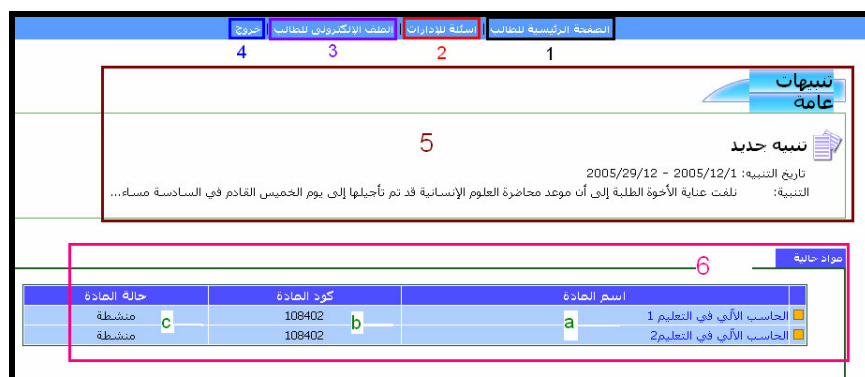 الصفحة الرئيسية للطالب | اسئلة للإدارات | الملف الإلكتروني للطالب | خروج
1 2 3 4
تنبيهات
عامة
5
تنبيه جديد
تاريخ التنبيه: 2005/12/1 - 2005/29/12
التنبية: نلفت عناية الأخوة الطلبة إلى أن موعد محاضرة العلوم الإنسانية قد تم تأجيلها إلى يوم الخميس القادم في السادسة مساء...
مواد حالية
6
اسم المادة كود المادة حالة المادة
الحاسب الآلي في التعليم 1 108402 منشطة
a b c
الحاسب الآلي في التعليم2 108402 منشطة